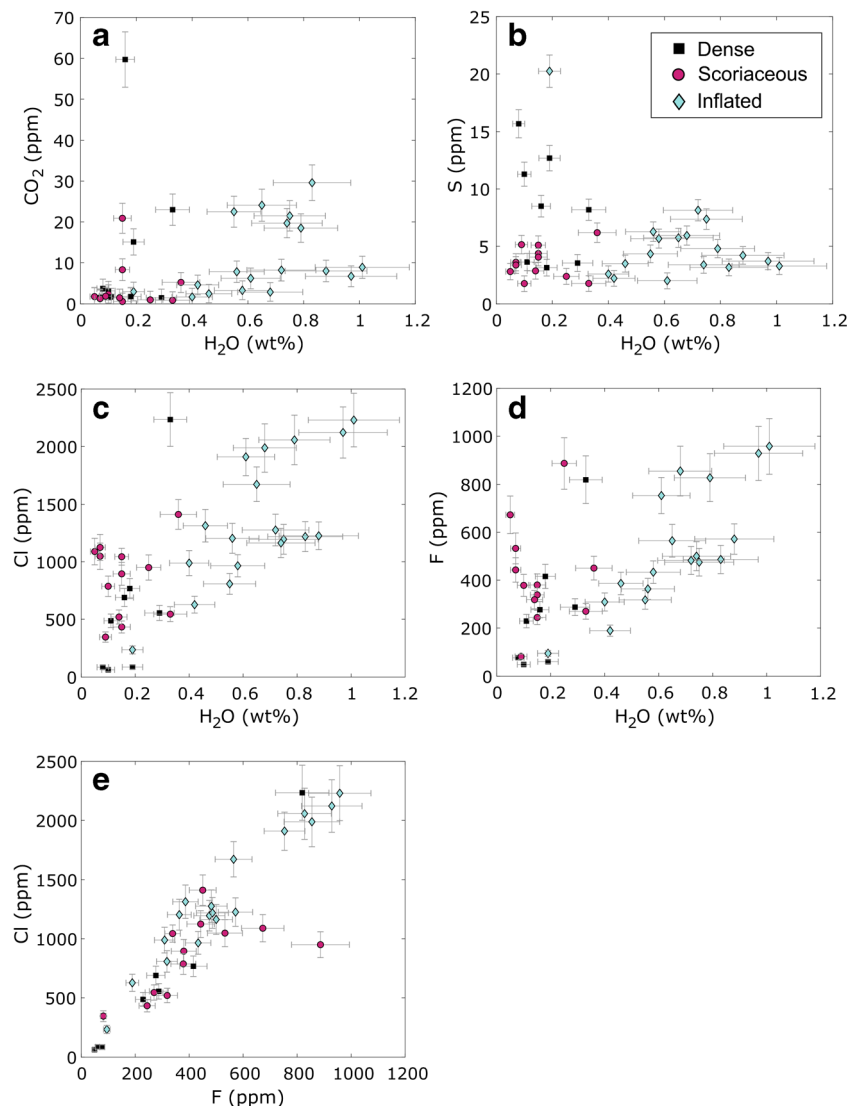 a
70
60
50
40
30
20
10
0
CO₂ (ppm)
0 0.2 0.4 0.6 0.8 1 1.2
H₂O (wt%)
b
Dense
Scoriaceous
Inflated
25
20
15
10
5
0
S (ppm)
0 0.2 0.4 0.6 0.8 1 1.2
H₂O (wt%)
c
2500
2000
1500
1000
500
0
Cl (ppm)
0 0.2 0.4 0.6 0.8 1 1.2
H₂O (wt%)
d
1200
1000
800
600
400
200
0
F (ppm)
0 0.2 0.4 0.6 0.8 1 1.2
H₂O (wt%)
e
2500
2000
1500
1000
500
0
Cl (ppm)
0 200 400 600 800 1000 1200
F (ppm)